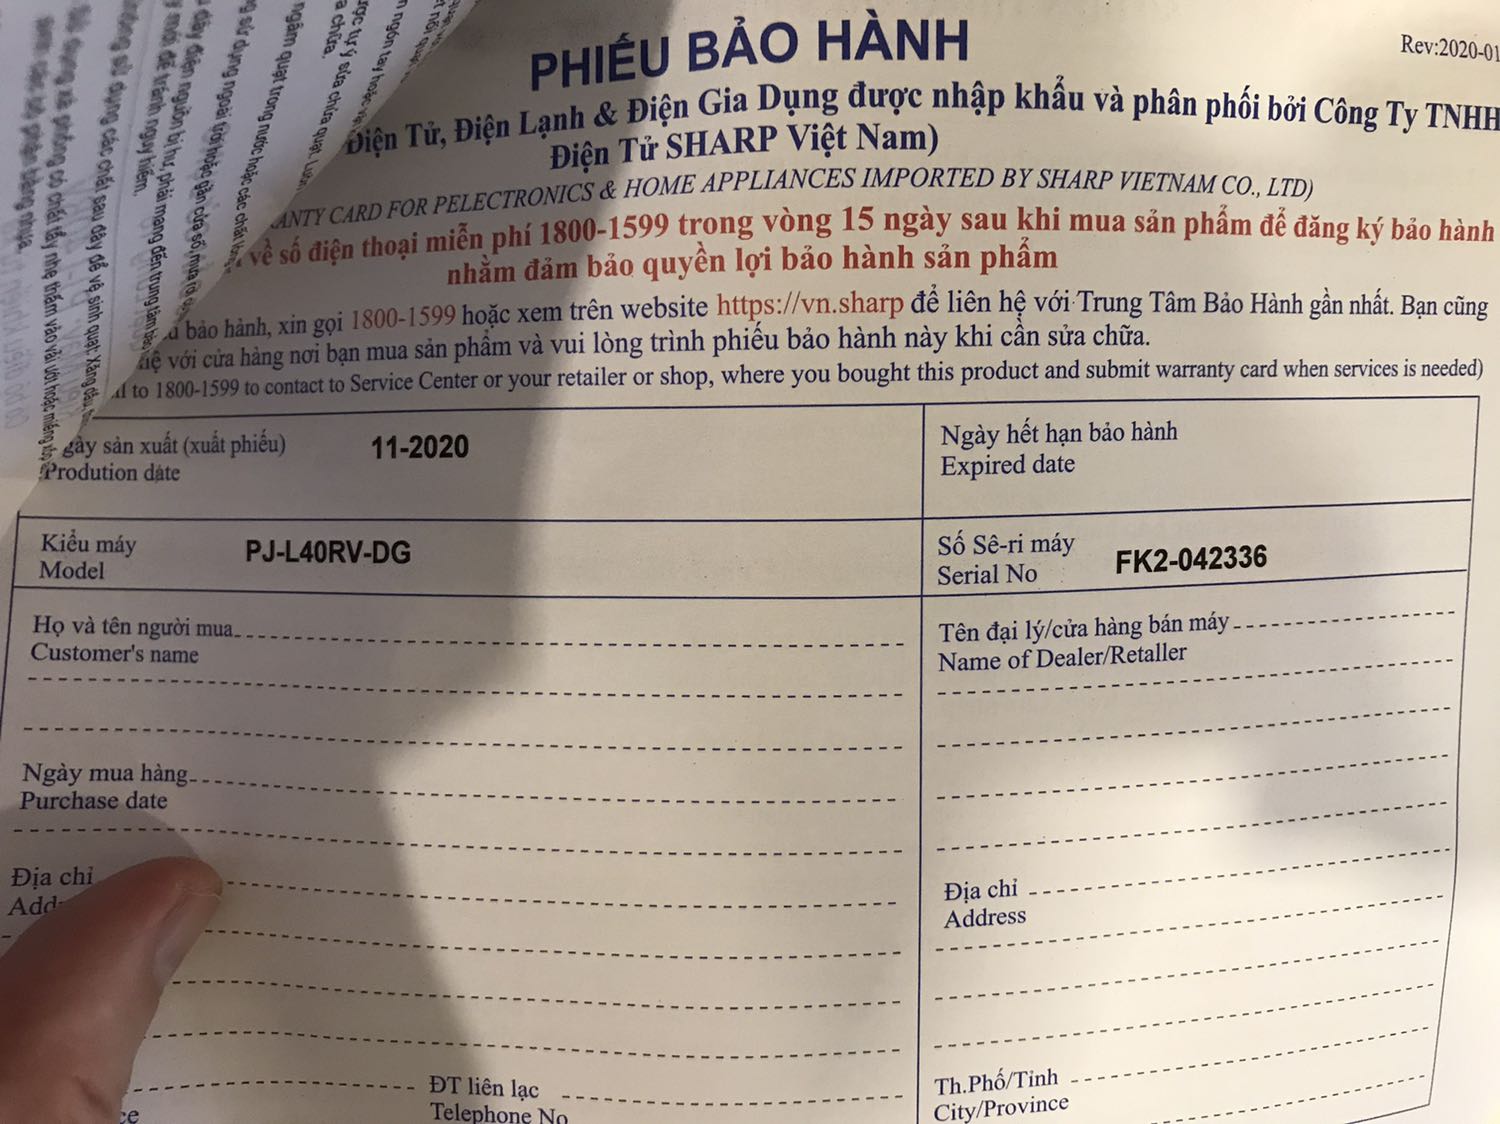 PHIẾU BẢO HÀNH
Rev:2020-01
Điện Tử, Điện Lạnh & Điện Gia Dụng được nhập khẩu và phân phối bởi Công Ty TNHH
Điện Tử SHARP Việt Nam)
CARD FOR PELECTRONICS & HOME APPLIANCES IMPORTED BY SHARP VIETNAM CO., LTD)
về số điện thoại miễn phí 1800-1599 trong vòng 15 ngày sau khi mua sản phẩm để đăng ký bảo hành
nhằm đảm bảo quyền lợi bảo hành sản phẩm
bảo hành, xin gọi 1800-1599 hoặc xem trên website https://vn.sharp để liên hệ với Trung Tâm Bảo Hành gần nhất. Bạn cũng
với cửa hàng nơi bạn mua sản phẩm và vui lòng trình phiếu bảo hành này khi cần sửa chữa.
to 1800-1599 to contact to Service Center or your retailer or shop, where you bought this product and submit warranty card when services is needed)
sản xuất (xuất phiếu) 11-2020
Prodution date
Ngày hết hạn bảo hành
Expired date
Kiểu máy PJ-L40RV-DG
Model
Số Sê-ri máy FK2-042336
Serial No
Họ và tên người mua
Customer's name
Tên đại lý/cửa hàng bán máy
Name of Dealer/Retaller
Ngày mua hàng
Purchase date
Địa chỉ
Địa chỉ
Address
ĐT liên lạc
Telephone No
Th.Phố/Tỉnh
City/Province